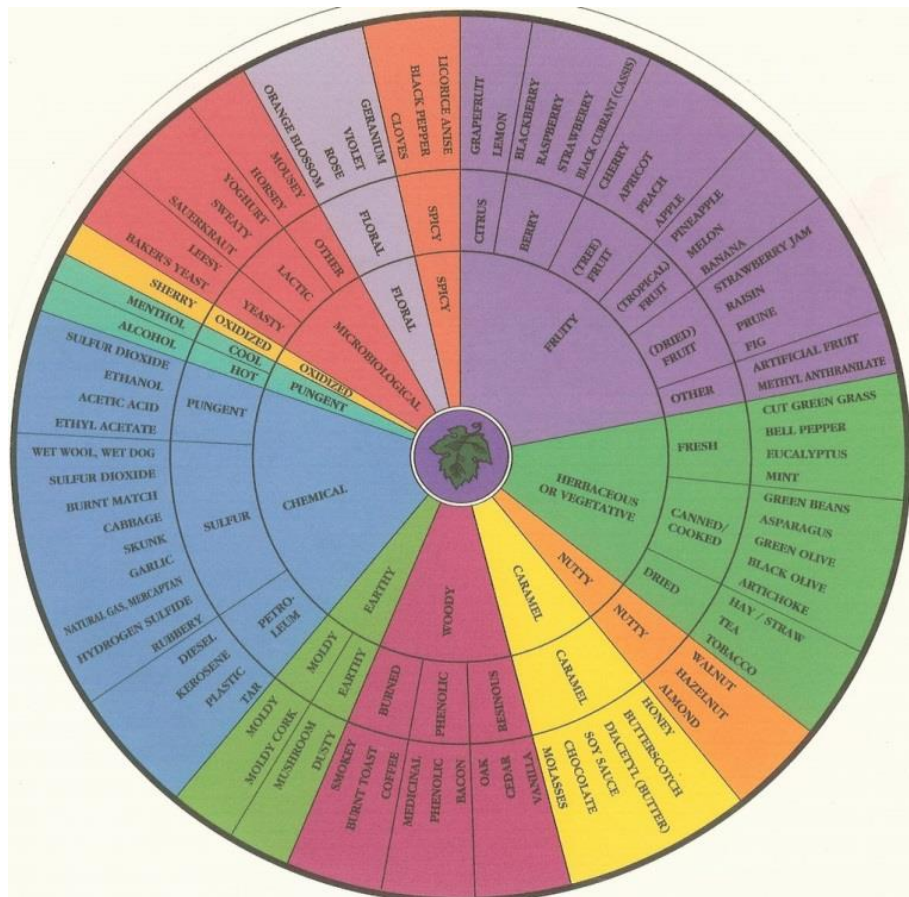 FRUITY
CITRUS
GRAPEFRUIT
LEMON
BERRY
BLACKBERRY
RASPBERRY
STRAWBERRY
BLACK CURRANT (CASSIS)
(TREE)
FRUIT
CHERRY
APRICOT
PEACH
APPLE
(TROPICAL)
FRUIT
PINEAPPLE
MELON
BANANA
(DRIED)
FRUIT
STRAWBERRY JAM
RAISIN
PRUNE
FIG
OTHER
ARTIFICIAL FRUIT
METHYL ANTHRANILATE
HERBACEOUS
OR VEGETATIVE
FRESH
CUT GREEN GRASS
BELL PEPPER
EUCALYPTUS
MINT
CANNED/
COOKED
GREEN BEANS
ASPARAGUS
GREEN OLIVE
BLACK OLIVE
ARTICHOKE
DRIED
HAY / STRAW
TEA
TOBACCO
NUTTY
NUTTY
WALNUT
HAZELNUT
ALMOND
CARAMEL
CARAMEL
HONEY
BUTTERSCOTCH
DIACETYL (BUTTER)
SOY SAUCE
CHOCOLATE
MOLASSES
WOODY
RESINOUS
VANILLA
CEDAR
OAK
PHENOLIC
BACON
PHENOLIC
MEDICINAL
BURNED
COFFEE
BURNT TOAST
SMOKEY
EARTHY
EARTHY
DUSTY
MUSHROOM
MOLDY
MOLDY CORK
MOLDY
CHEMICAL
PETRO-
LEUM
TAR
PLASTIC
KEROSENE
DIESEL
SULFUR
RUBBERY
HYDROGEN SULFIDE
NATURAL GAS, MERCAPTAN
GARLIC
SKUNK
CABBAGE
BURNT MATCH
SULFUR DIOXIDE
WET WOOL, WET DOG
PUNGENT
ETHYL ACETATE
ACETIC ACID
ETHANOL
SULFUR DIOXIDE
PUNGENT
HOT
ALCOHOL
COOL
MENTHOL
OXIDIZED
OXIDIZED
SHERRY
MICROBIOLOGICAL
YEASTY
BAKER'S YEAST
LEESY
LACTIC
SAUERKRAUT
SWEATY
YOGHURT
OTHER
HORSEY
MOUSEY
FLORAL
FLORAL
ORANGE BLOSSOM
ROSE
VIOLET
GERANIUM
SPICY
SPICY
CLOVES
BLACK PEPPER
LICORICE ANISE